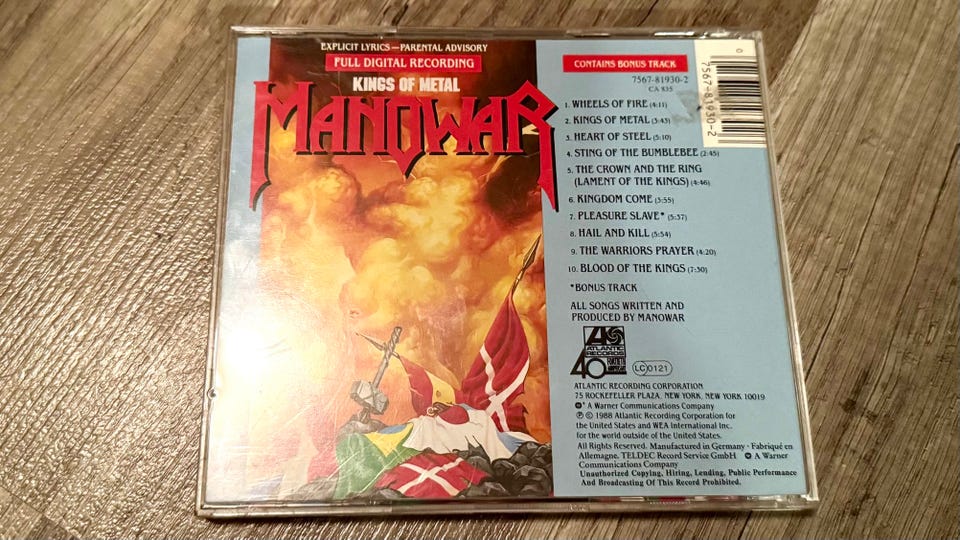 EXPLICIT LYRICS—PARENTAL ADVISORY
FULL DIGITAL RECORDING
KINGS OF METAL
MANOWAR
CONTAINS BONUS TRACK
7567-81930-2
CA 835
1. WHEELS OF FIRE (4:11)
2. KINGS OF METAL (3:43)
3. HEART OF STEEL (5:10)
4. STING OF THE BUMBLEBEE (2:45)
5. THE CROWN AND THE RING
(LAMENT OF THE KINGS) (4:46)
6. KINGDOM COME (3:55)
7. PLEASURE SLAVE* (5:37)
8. HAIL AND KILL (5:54)
9. THE WARRIORS PRAYER (4:20)
10. BLOOD OF THE KINGS (7:30)
*BONUS TRACK
ALL SONGS WRITTEN AND
PRODUCED BY MANOWAR
ATLANTIC
RECORDS
40
LC 0121
ATLANTIC RECORDING CORPORATION
75 ROCKEFELLER PLAZA, NEW YORK, NEW YORK 10019
A Warner Communications Company
℗ © 1988 Atlantic Recording Corporation for
the United States and WEA International Inc.
for the world outside of the United States.
All Rights Reserved. Manufactured in Germany · Fabriqué en
Allemagne. TELDEC Record Service GmbH A Warner
Communications Company
Unauthorized Copying, Hiring, Lending, Public Performance
And Broadcasting Of This Record Prohibited.
0
7567-81930-2